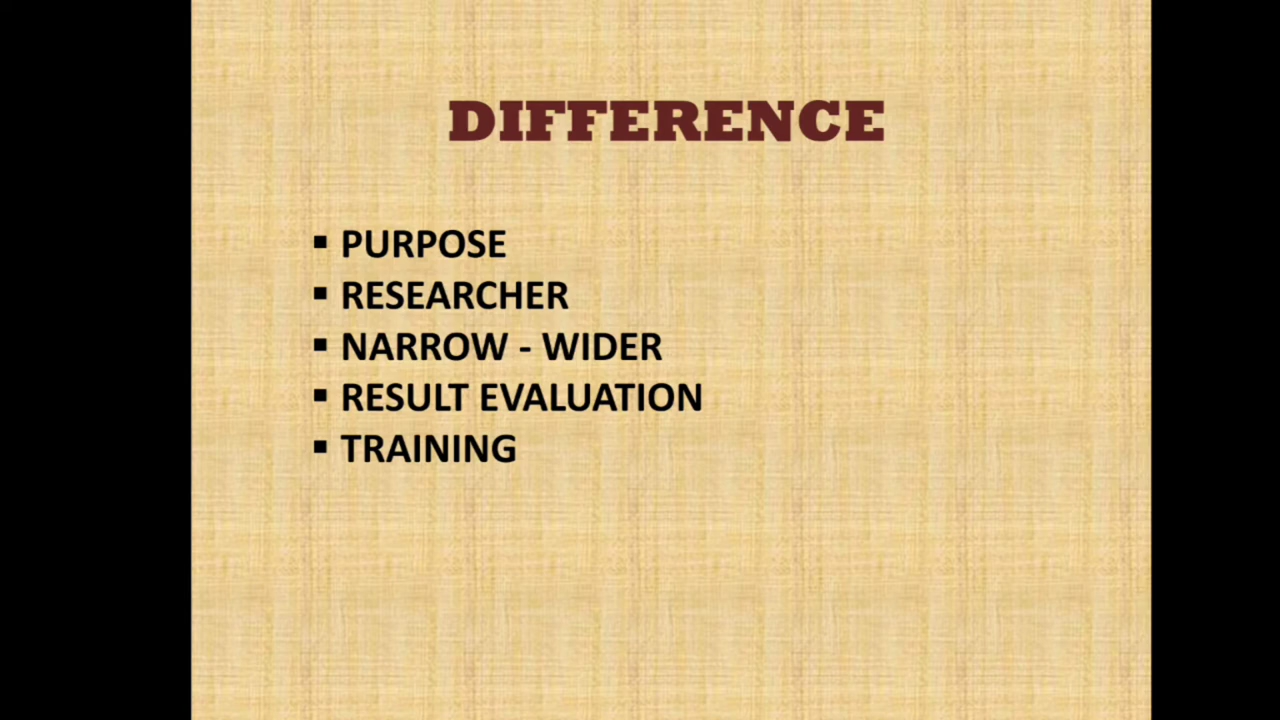 DIFFERENCE
▪ PURPOSE
▪ RESEARCHER
▪ NARROW - WIDER
▪ RESULT EVALUATION
▪ TRAINING